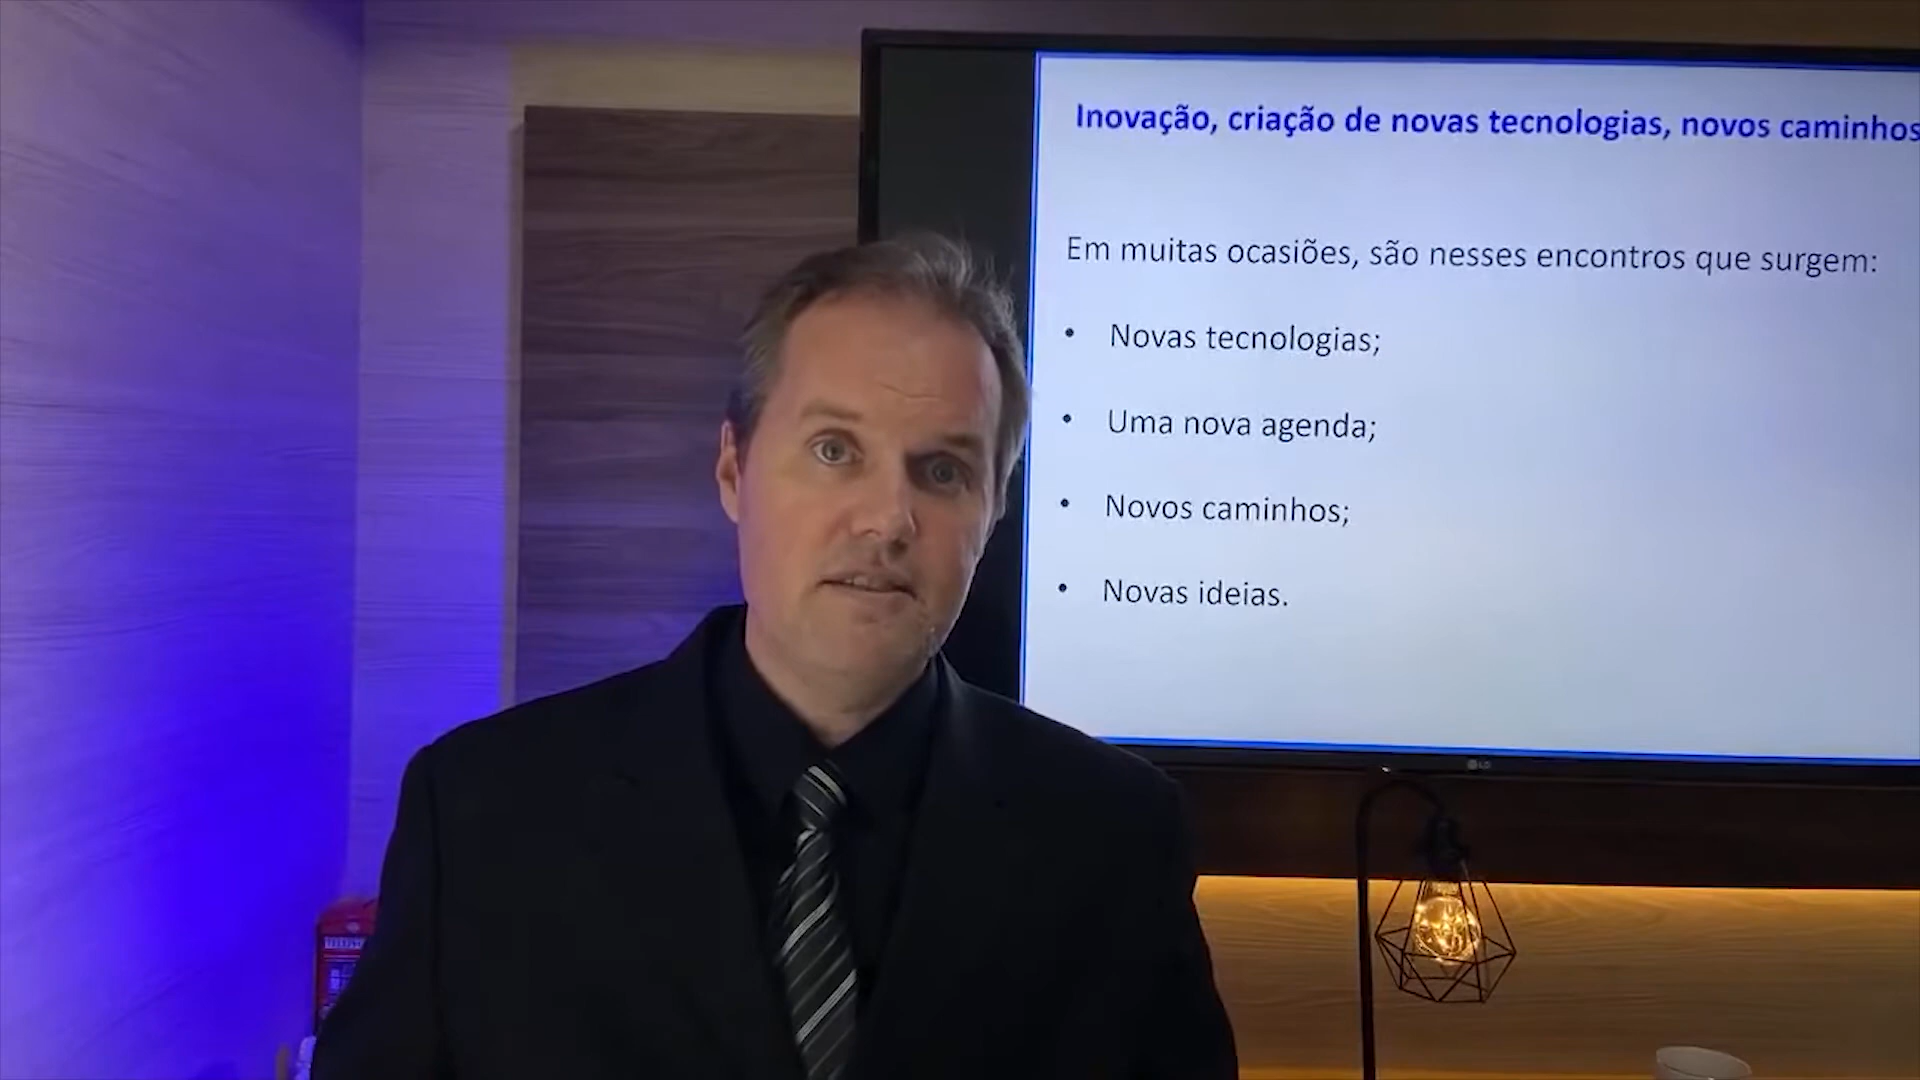 Inovação, criação de novas tecnologias, novos caminhos
Em muitas ocasiões, são nesses encontros que surgem:
• Novas tecnologias;
• Uma nova agenda;
• Novos caminhos;
• Novas ideias.
LG